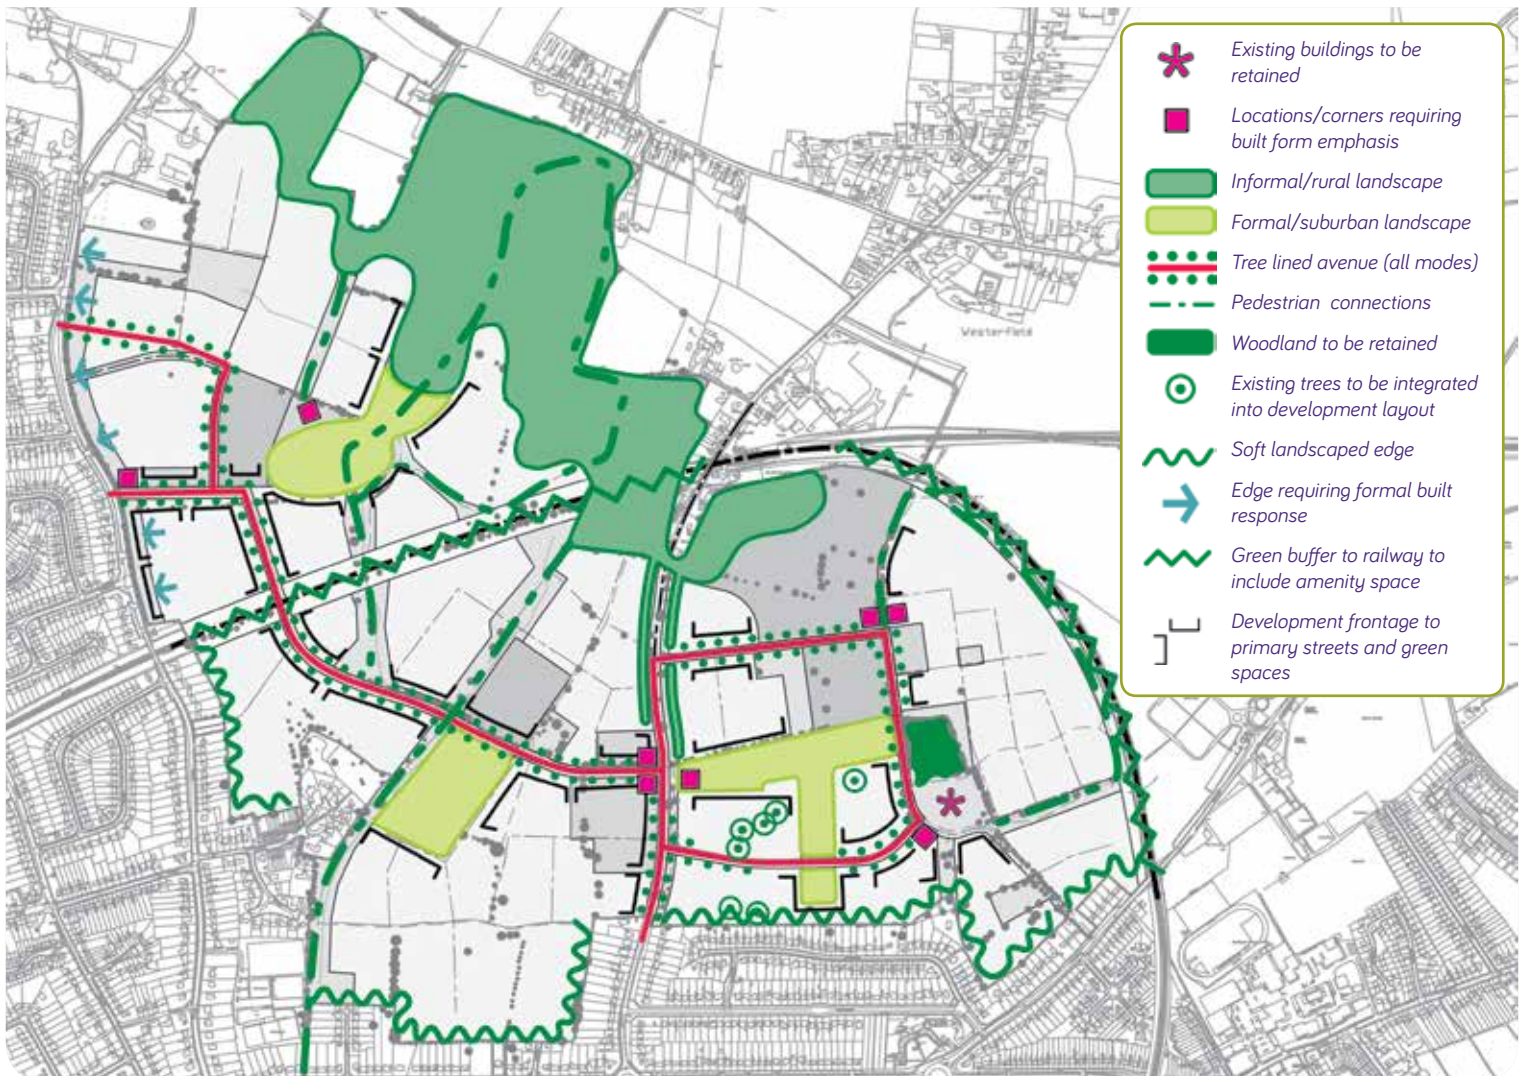 Existing buildings to be
retained
Locations/corners requiring
built form emphasis
Informal/rural landscape
Formal/suburban landscape
Tree lined avenue (all modes)
Pedestrian connections
Woodland to be retained
Existing trees to be integrated
into development layout
Soft landscaped edge
Edge requiring formal built
response
Green buffer to railway to
include amenity space
Development frontage to
primary streets and green
spaces
Westerfield